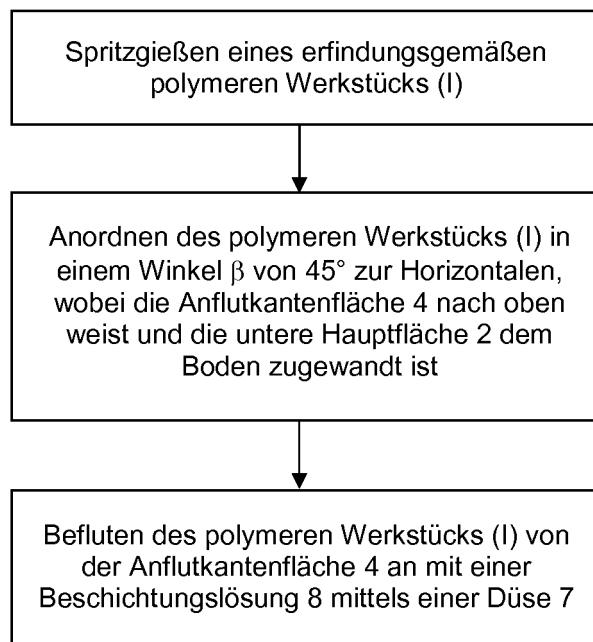 Spritzgießen eines erfindungsgemäßen
polymeren Werkstücks (I)
Anordnen des polymeren Werkstücks (I) in
einem Winkel β von 45° zur Horizontalen,
wobei die Anflutkantenfläche 4 nach oben
weist und die untere Hauptfläche 2 dem
Boden zugewandt ist
Befluten des polymeren Werkstücks (I) von
der Anflutkantenfläche 4 an mit einer
Beschichtungslösung 8 mittels einer Düse 7